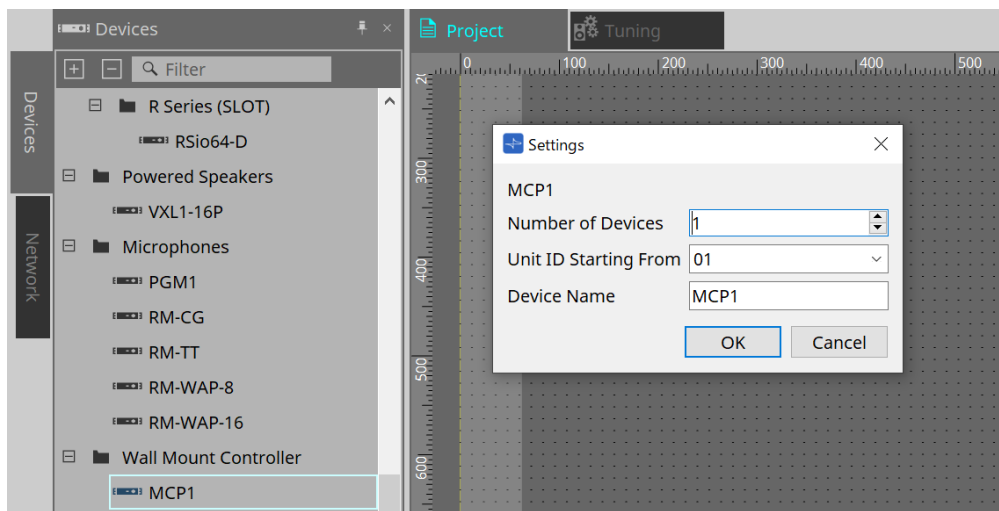 Devices
Filter
R Series (SLOT)
RSio64-D
Powered Speakers
VXL1-16P
Microphones
PGM1
RM-CG
RM-TT
RM-WAP-8
RM-WAP-16
Wall Mount Controller
MCP1
Devices
Network
Project
Tuning
0
100
200
300
400
500
20
300
400
500
600
Settings
MCP1
Number of Devices 1
Unit ID Starting From 01
Device Name MCP1
OK Cancel